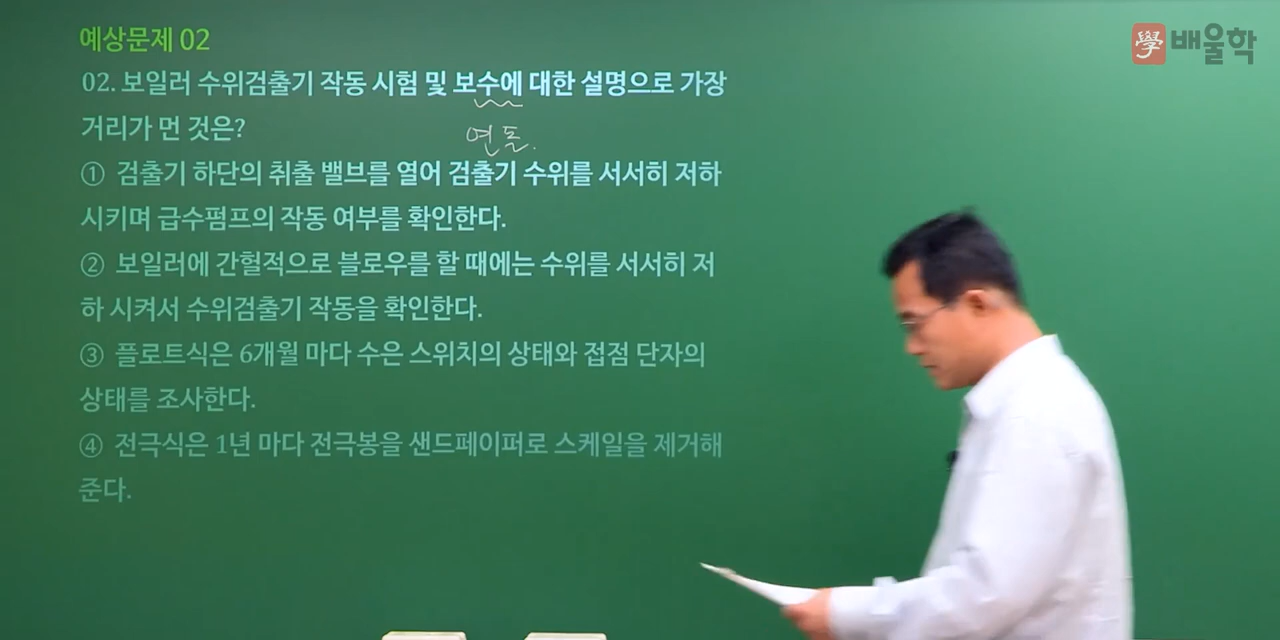 예상문제 02
學 배울학
02. 보일러 수위검출기 작동 시험 및 보수에 대한 설명으로 가장
거리가 먼 것은?
연돌.
① 검출기 하단의 취출 밸브를 열어 검출기 수위를 서서히 저하
시키며 급수펌프의 작동 여부를 확인한다.
② 보일러에 간헐적으로 블로우를 할 때에는 수위를 서서히 저
하 시켜서 수위검출기 작동을 확인한다.
③ 플로트식은 6개월 마다 수은 스위치의 상태와 접점 단자의
상태를 조사한다.
④ 전극식은 1년 마다 전극봉을 샌드페이퍼로 스케일을 제거해
준다.